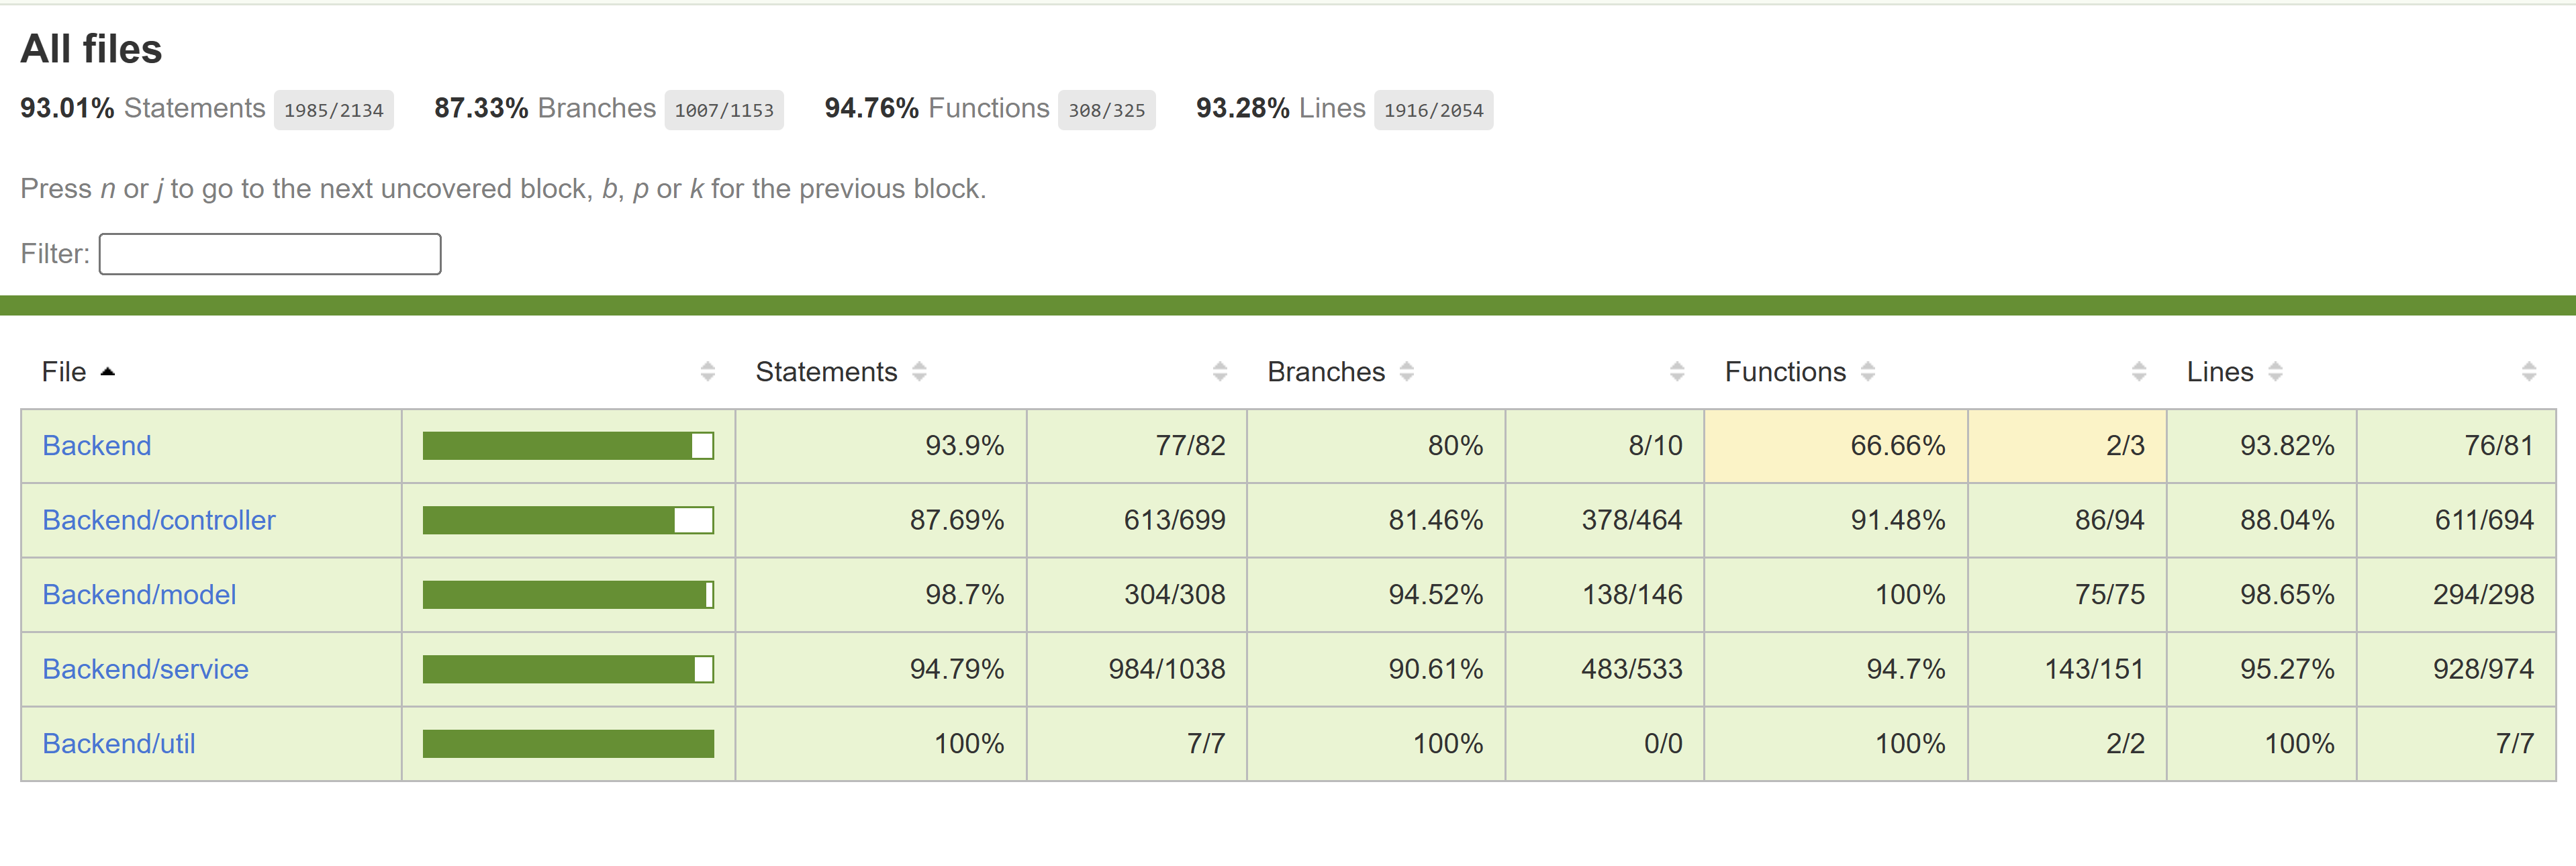 All files
93.01% Statements 1985/2134 87.33% Branches 1007/1153 94.76% Functions 308/325 93.28% Lines 1916/2054
Press n or j to go to the next uncovered block, b, p or k for the previous block.
Filter:
File Statements Branches Functions Lines
Backend 93.9% 77/82 80% 8/10 66.66% 2/3 93.82% 76/81
Backend/controller 87.69% 613/699 81.46% 378/464 91.48% 86/94 88.04% 611/694
Backend/model 98.7% 304/308 94.52% 138/146 100% 75/75 98.65% 294/298
Backend/service 94.79% 984/1038 90.61% 483/533 94.7% 143/151 95.27% 928/974
Backend/util 100% 7/7 100% 0/0 100% 2/2 100% 7/7